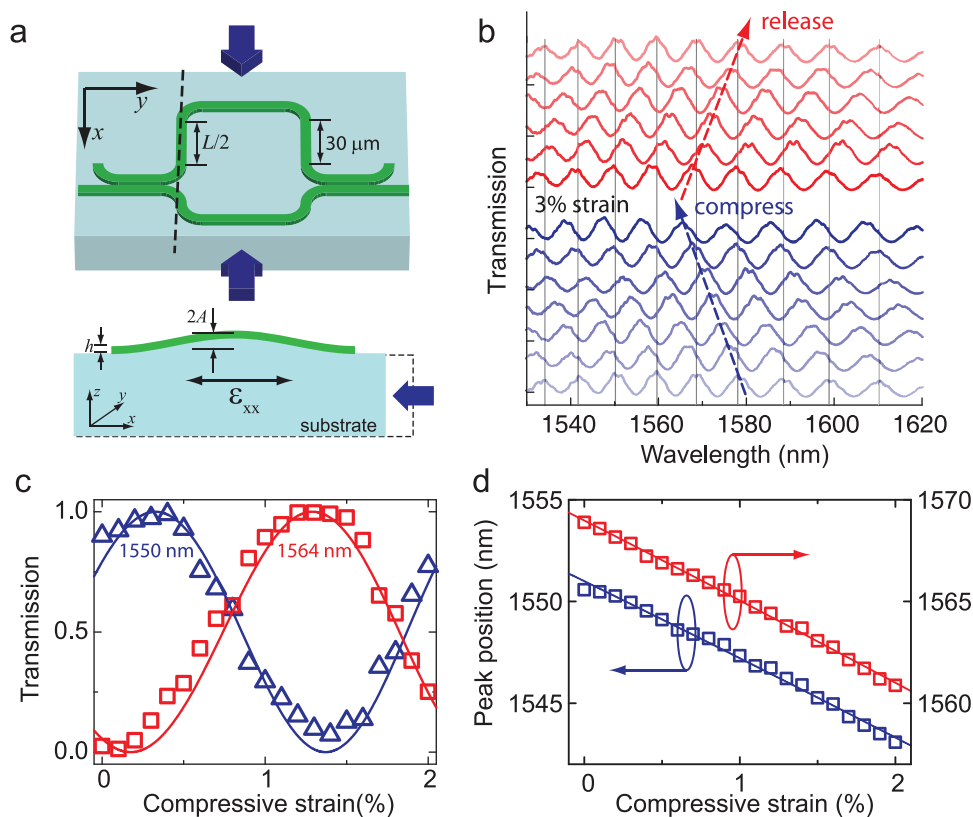 a
y
x
L/2
30 μm
2A
h
εxx
z
y
x
substrate
b
release
3% strain
compress
Transmission
1540 1560 1580 1600 1620
Wavelength (nm)
c
1.0
0.5
0.0
1550 nm
1564 nm
Transmission
0 1 2
Compressive strain(%)
d
1555
1550
1545
1570
1565
1560
Peak position (nm)
0 1 2
Compressive strain (%)